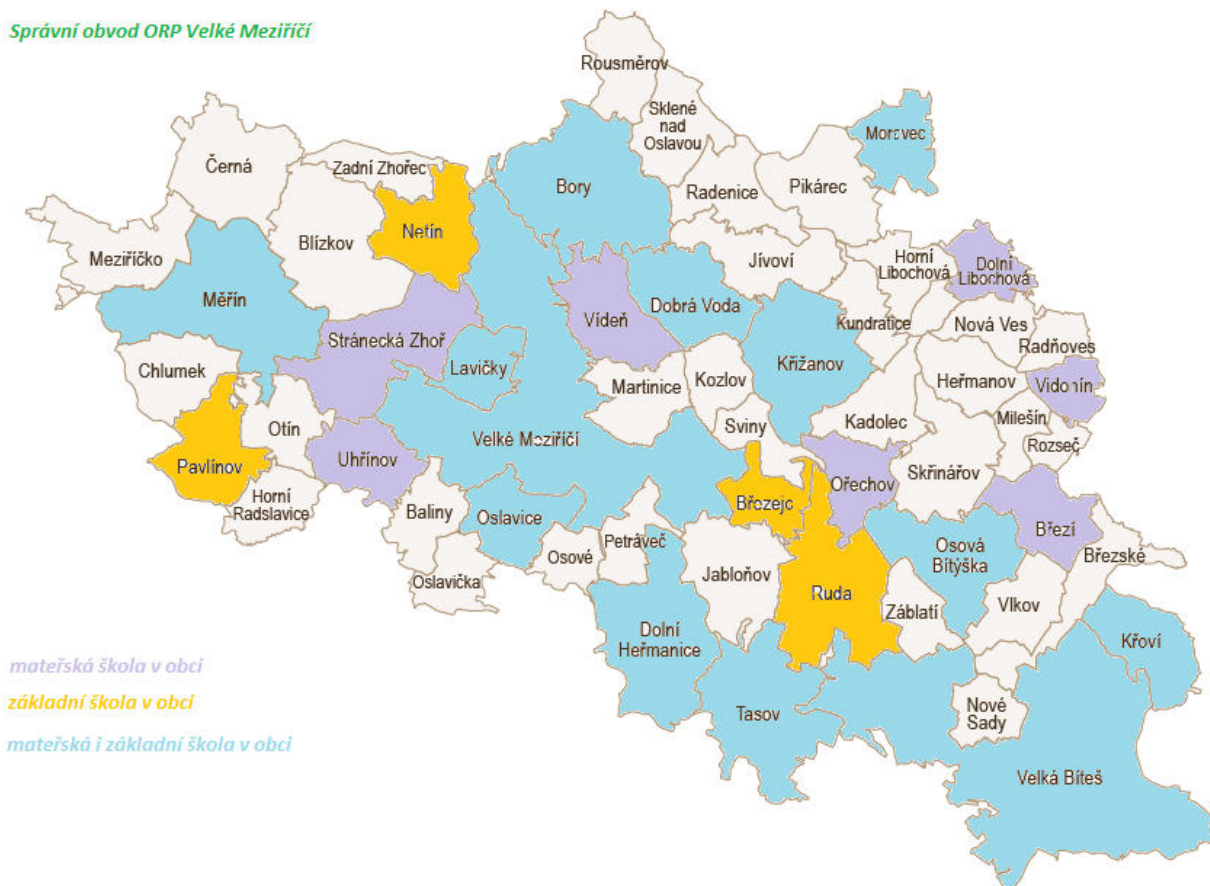 Správní obvod ORP Velké Meziříčí
Rousměrov
Sklené
nad
Oslavou
Moravec
Černá
Zadní Zhořec
Bory
Radenice
Pikárec
Netín
Blízkov
Meziříčko
Jívoví
Horní
Libochová
Dolní
Libochová
Měřín
Dobrá Voda
Vídeň
Kundratice
Nová Ves
Radňoves
Stránecká Zhoř
Lavičky
Křižanov
Chlumek
Martinice
Kozlov
Heřmanov
Vidonín
Milešín
Kadolec
Sviny
Otín
Velké Meziříčí
Rozseč
Uhřínov
Pavlínov
Ořechov
Skřinářov
Horní
Radslavice
Březejc
Baliny
Oslavice
Březí
Petráveč
Osová
Bítýška
Osové
Březské
Jabloňov
Oslavička
Ruda
Záblatí
Vlkov
Dolní
Heřmanice
Křoví
mateřská škola v obci
základní škola v obci
Nové
Sady
Tasov
mateřská i základní škola v obci
Velká Bíteš